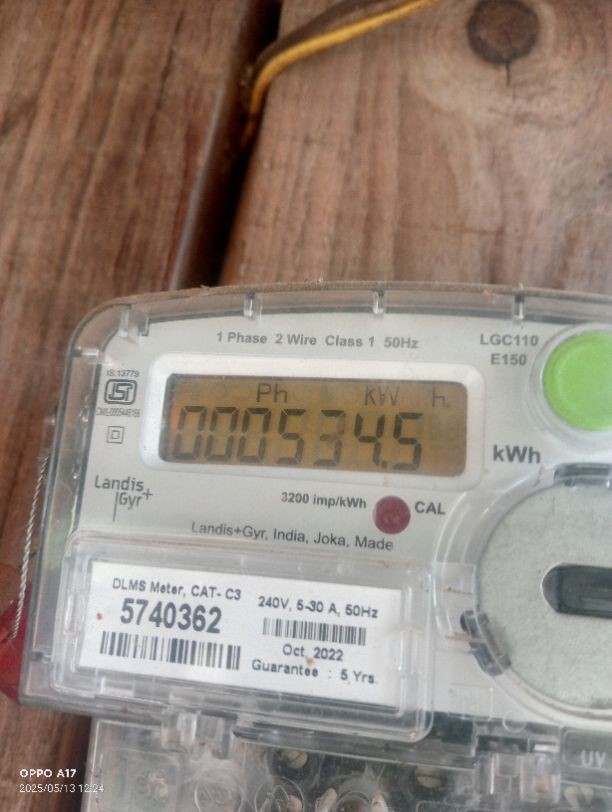 1 Phase 2 Wire Class 1 50Hz
LGC110
E150
IS:13779
Ph kW h
000534.5
kWh
Landis
Gyr+
3200 imp/kWh
CAL
Landis+Gyr, India, Joka, Made
DLMS Meter, CAT- C3
5740362
240V, 5-30 A, 50Hz
Oct 2022
Guarantee : 5 Yrs.
UV
OPPO A17
2025/05/13 12:24